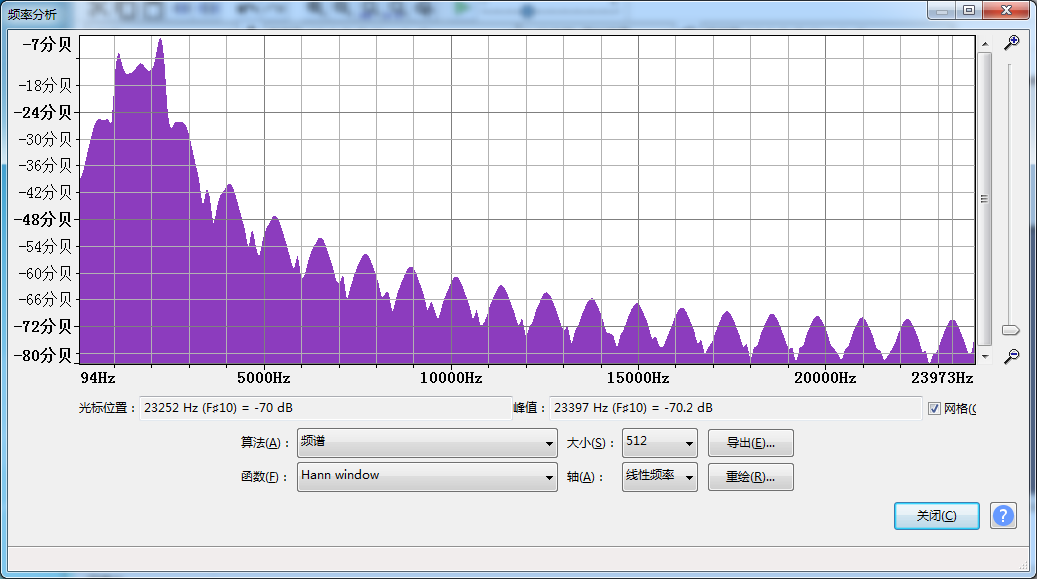 频率分析
-7分贝
-18分贝
-24分贝
-30分贝
-36分贝
-42分贝
-48分贝
-54分贝
-60分贝
-66分贝
-72分贝
-80分贝
94Hz 5000Hz 10000Hz 15000Hz 20000Hz 23973Hz
光标位置： 23252 Hz (F♯10) = -70 dB 峰值： 23397 Hz (F♯10) = -70.2 dB 网格(
算法(A)： 频谱 大小(S)： 512 导出(E)...
函数(F)： Hann window 轴(A)： 线性频率 重绘(R)...
关闭(C) ?